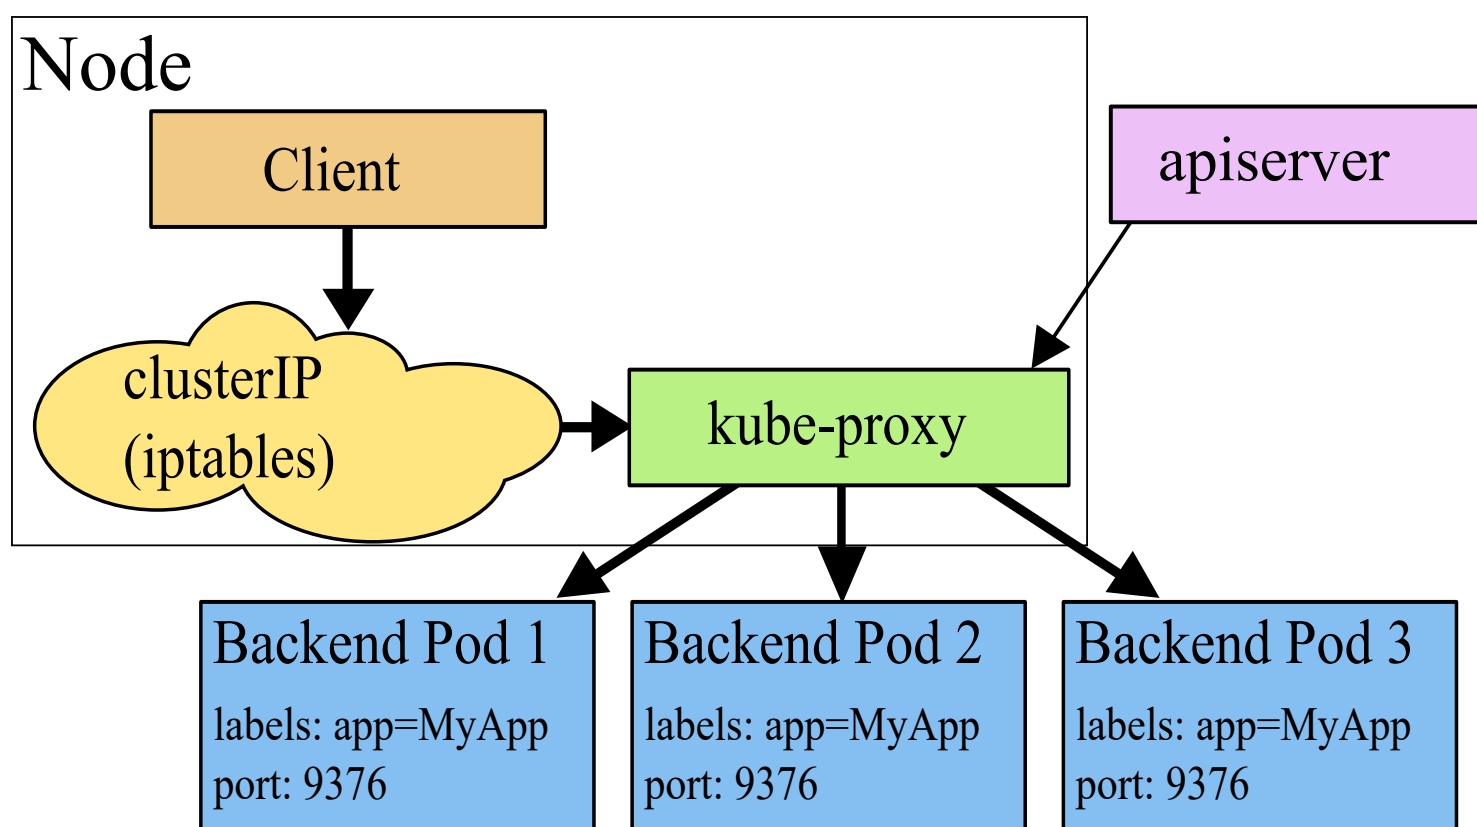 Node
Client
apiserver
clusterIP
(iptables)
kube-proxy
Backend Pod 1
labels: app=MyApp
port: 9376
Backend Pod 2
labels: app=MyApp
port: 9376
Backend Pod 3
labels: app=MyApp
port: 9376